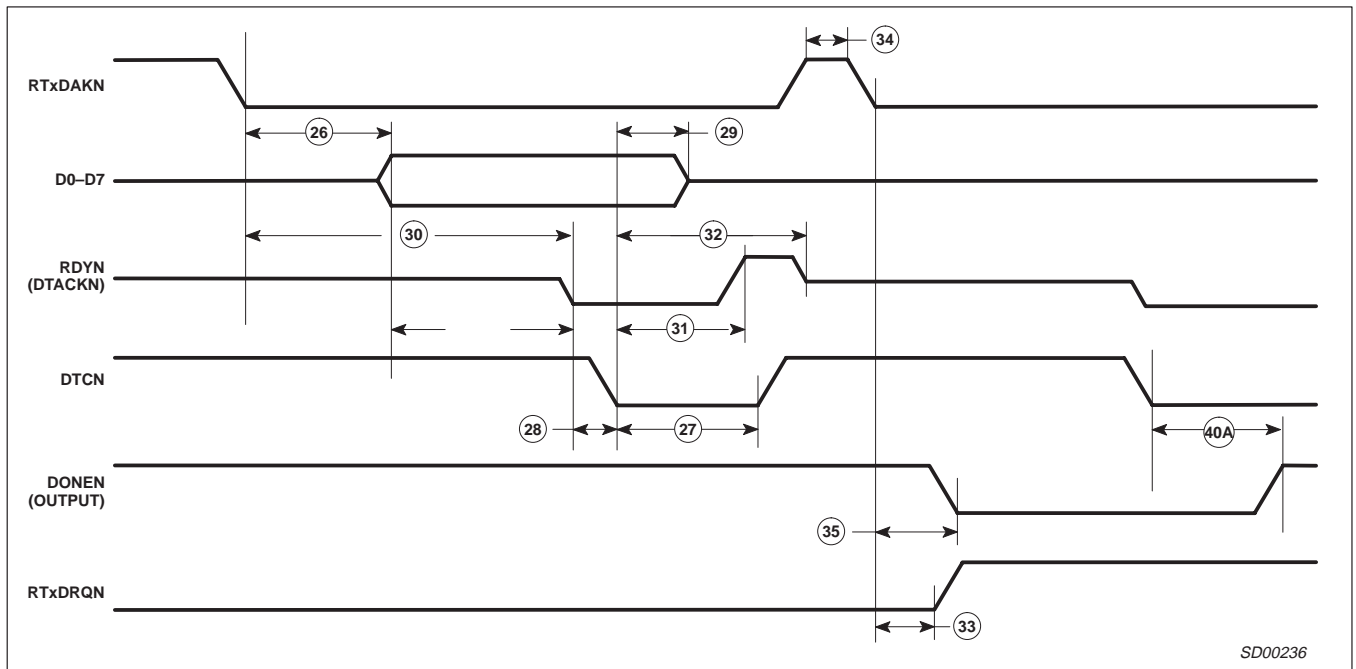 34
RTxDAKN
26
29
D0–D7
30
32
RDYN
(DTACKN)
31
DTCN
28
27
40A
DONEN
(OUTPUT)
35
RTxDRQN
33
SD00236